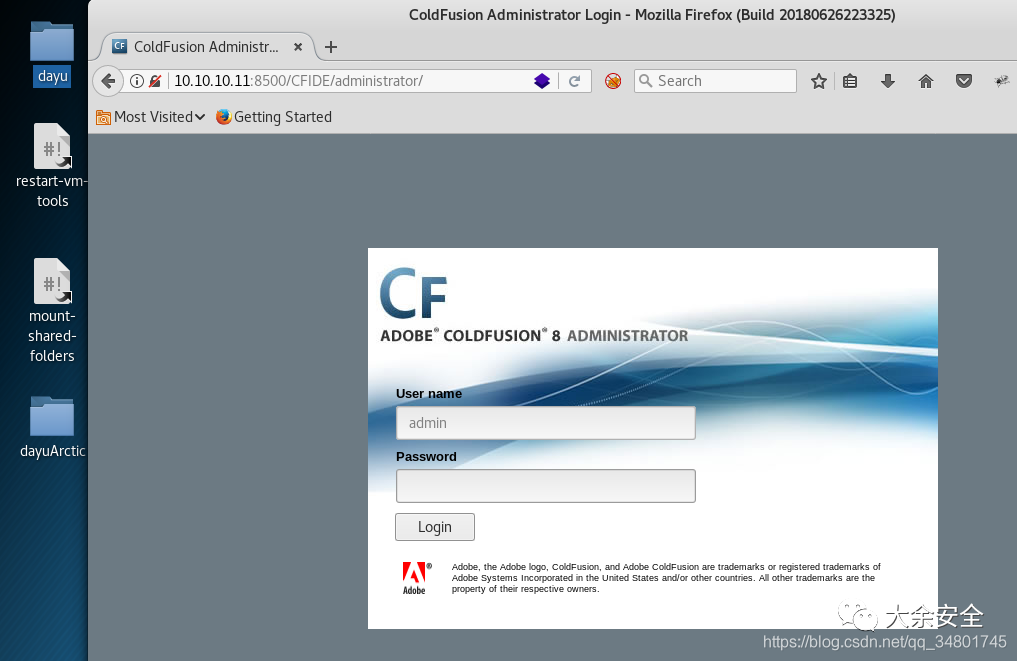 dayu
#!
restart-vm-
tools
#!
mount-
shared-
folders
dayuArctic
ColdFusion Administrator Login - Mozilla Firefox (Build 20180626223325)
CF ColdFusion Administr...
10.10.10.11:8500/CFIDE/administrator/
Search
Most Visited
Getting Started
CF
ADOBE® COLDFUSION® 8 ADMINISTRATOR
User name
admin
Password
Login
Adobe
Adobe, the Adobe logo, ColdFusion, and Adobe ColdFusion are trademarks or registered trademarks of
Adobe Systems Incorporated in the United States and/or other countries. All other trademarks are the
property of their respective owners.
大余安全
https://blog.csdn.net/qq_34801745